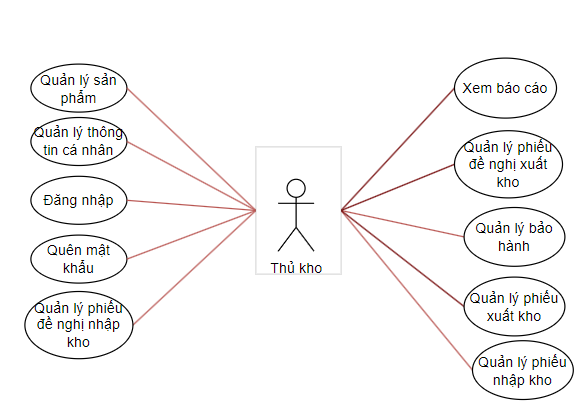 Quản lý sản
phẩm
Quản lý thông
tin cá nhân
Đăng nhập
Quên mật
khẩu
Quản lý phiếu
đề nghị nhập
kho
Thủ kho
Xem báo cáo
Quản lý phiếu
đề nghị xuất
kho
Quản lý bảo
hành
Quản lý phiếu
xuất kho
Quản lý phiếu
nhập kho